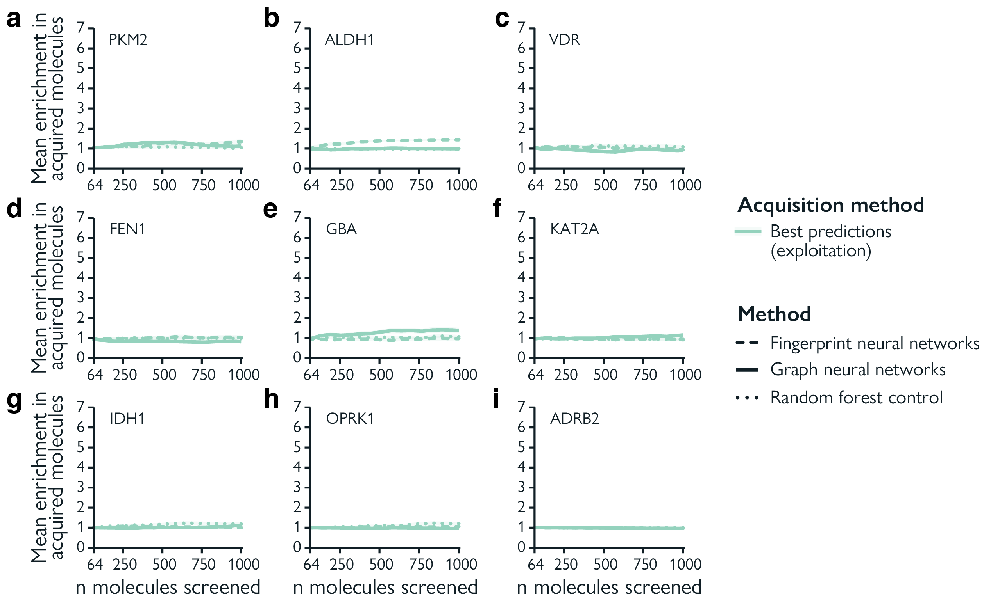 a
Mean enrichment in
acquired molecules
7
6
5
4
3
2
1
0
PKM2
64 250 500 750 1000
b
7
6
5
4
3
2
1
0
ALDH1
64 250 500 750 1000
c
7
6
5
4
3
2
1
0
VDR
64 250 500 750 1000
d
Mean enrichment in
acquired molecules
7
6
5
4
3
2
1
0
FEN1
64 250 500 750 1000
e
7
6
5
4
3
2
1
0
GBA
64 250 500 750 1000
f
7
6
5
4
3
2
1
0
KAT2A
64 250 500 750 1000
g
Mean enrichment in
acquired molecules
7
6
5
4
3
2
1
0
IDH1
64 250 500 750 1000
n molecules screened
h
7
6
5
4
3
2
1
0
OPRK1
64 250 500 750 1000
n molecules screened
i
7
6
5
4
3
2
1
0
ADRB2
64 250 500 750 1000
n molecules screened
Acquisition method
Best predictions
(exploitation)
Method
Fingerprint neural networks
Graph neural networks
Random forest control